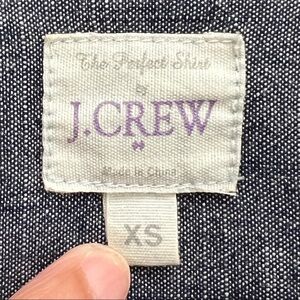 The Perfect Shirt
by
J.CREW
Made in China
XS